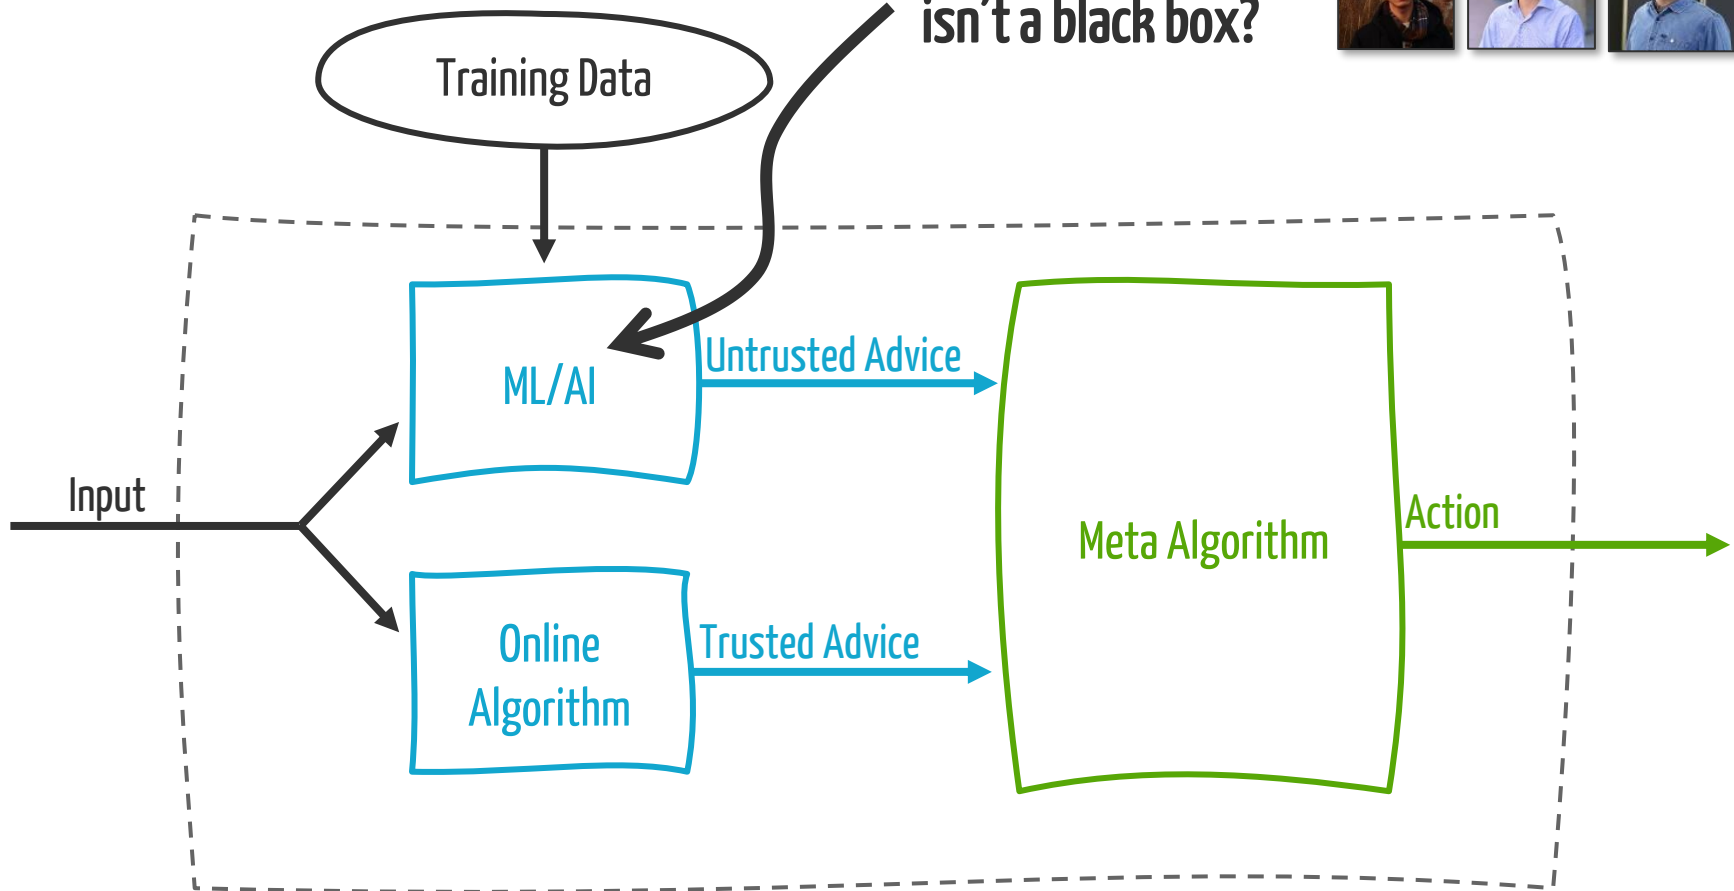 isn't a black box?
Training Data
Untrusted Advice
ML/AI
Input
Action
Meta Algorithm
Online
Algorithm
Trusted Advice